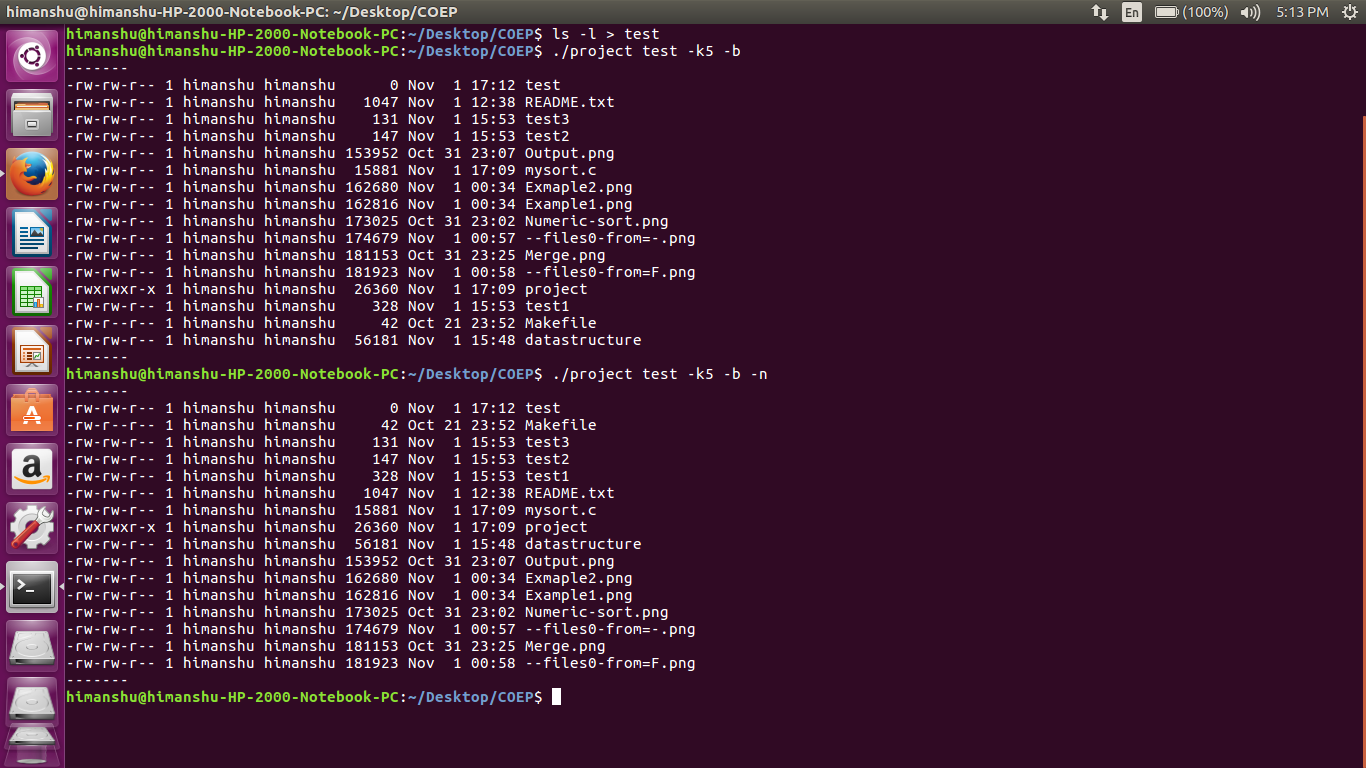 himanshu@himanshu-HP-2000-Notebook-PC: ~/Desktop/COEP En (100%) 5:13 PM
himanshu@himanshu-HP-2000-Notebook-PC:~/Desktop/COEP$ ls -l > test
himanshu@himanshu-HP-2000-Notebook-PC:~/Desktop/COEP$ ./project test -k5 -b
-------
-rw-rw-r-- 1 himanshu himanshu      0 Nov  1 17:12 test
-rw-rw-r-- 1 himanshu himanshu   1047 Nov  1 12:38 README.txt
-rw-rw-r-- 1 himanshu himanshu    131 Nov  1 15:53 test3
-rw-rw-r-- 1 himanshu himanshu    147 Nov  1 15:53 test2
-rw-rw-r-- 1 himanshu himanshu 153952 Oct 31 23:07 Output.png
-rw-rw-r-- 1 himanshu himanshu  15881 Nov  1 17:09 mysort.c
-rw-rw-r-- 1 himanshu himanshu 162680 Nov  1 00:34 Exmaple2.png
-rw-rw-r-- 1 himanshu himanshu 162816 Nov  1 00:34 Example1.png
-rw-rw-r-- 1 himanshu himanshu 173025 Oct 31 23:02 Numeric-sort.png
-rw-rw-r-- 1 himanshu himanshu 174679 Nov  1 00:57 --files0-from=-.png
-rw-rw-r-- 1 himanshu himanshu 181153 Oct 31 23:25 Merge.png
-rw-rw-r-- 1 himanshu himanshu 181923 Nov  1 00:58 --files0-from=F.png
-rwxrwxr-x 1 himanshu himanshu  26360 Nov  1 17:09 project
-rw-rw-r-- 1 himanshu himanshu    328 Nov  1 15:53 test1
-rw-r--r-- 1 himanshu himanshu     42 Oct 21 23:52 Makefile
-rw-rw-r-- 1 himanshu himanshu  56181 Nov  1 15:48 datastructure
-------
himanshu@himanshu-HP-2000-Notebook-PC:~/Desktop/COEP$ ./project test -k5 -b -n
-------
-rw-rw-r-- 1 himanshu himanshu      0 Nov  1 17:12 test
-rw-r--r-- 1 himanshu himanshu     42 Oct 21 23:52 Makefile
-rw-rw-r-- 1 himanshu himanshu    131 Nov  1 15:53 test3
-rw-rw-r-- 1 himanshu himanshu    147 Nov  1 15:53 test2
-rw-rw-r-- 1 himanshu himanshu    328 Nov  1 15:53 test1
-rw-rw-r-- 1 himanshu himanshu   1047 Nov  1 12:38 README.txt
-rw-rw-r-- 1 himanshu himanshu  15881 Nov  1 17:09 mysort.c
-rwxrwxr-x 1 himanshu himanshu  26360 Nov  1 17:09 project
-rw-rw-r-- 1 himanshu himanshu  56181 Nov  1 15:48 datastructure
-rw-rw-r-- 1 himanshu himanshu 153952 Oct 31 23:07 Output.png
-rw-rw-r-- 1 himanshu himanshu 162680 Nov  1 00:34 Exmaple2.png
-rw-rw-r-- 1 himanshu himanshu 162816 Nov  1 00:34 Example1.png
-rw-rw-r-- 1 himanshu himanshu 173025 Oct 31 23:02 Numeric-sort.png
-rw-rw-r-- 1 himanshu himanshu 174679 Nov  1 00:57 --files0-from=-.png
-rw-rw-r-- 1 himanshu himanshu 181153 Oct 31 23:25 Merge.png
-rw-rw-r-- 1 himanshu himanshu 181923 Nov  1 00:58 --files0-from=F.png
-------
himanshu@himanshu-HP-2000-Notebook-PC:~/Desktop/COEP$